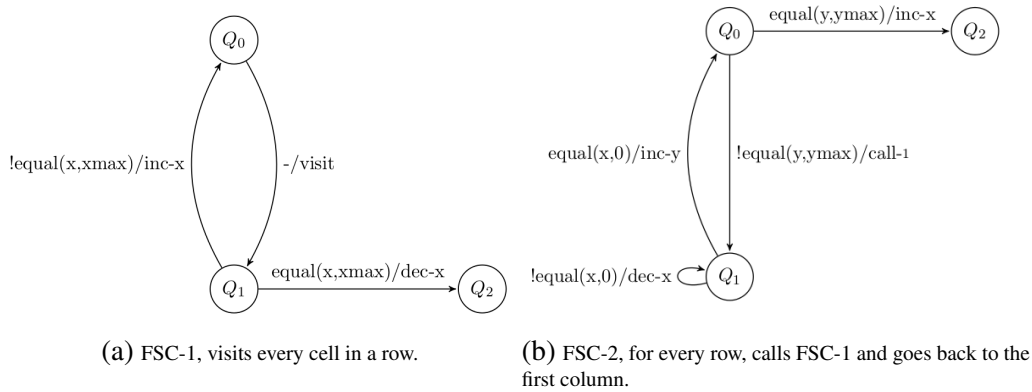 Q0
!equal(x,xmax)/inc-x
-/visit
Q1
equal(x,xmax)/dec-x
Q2
(a) FSC-1, visits every cell in a row.
Q0
equal(y,ymax)/inc-x
Q2
equal(x,0)/inc-y
!equal(y,ymax)/call-1
!equal(x,0)/dec-x
Q1
(b) FSC-2, for every row, calls FSC-1 and goes back to the
first column.